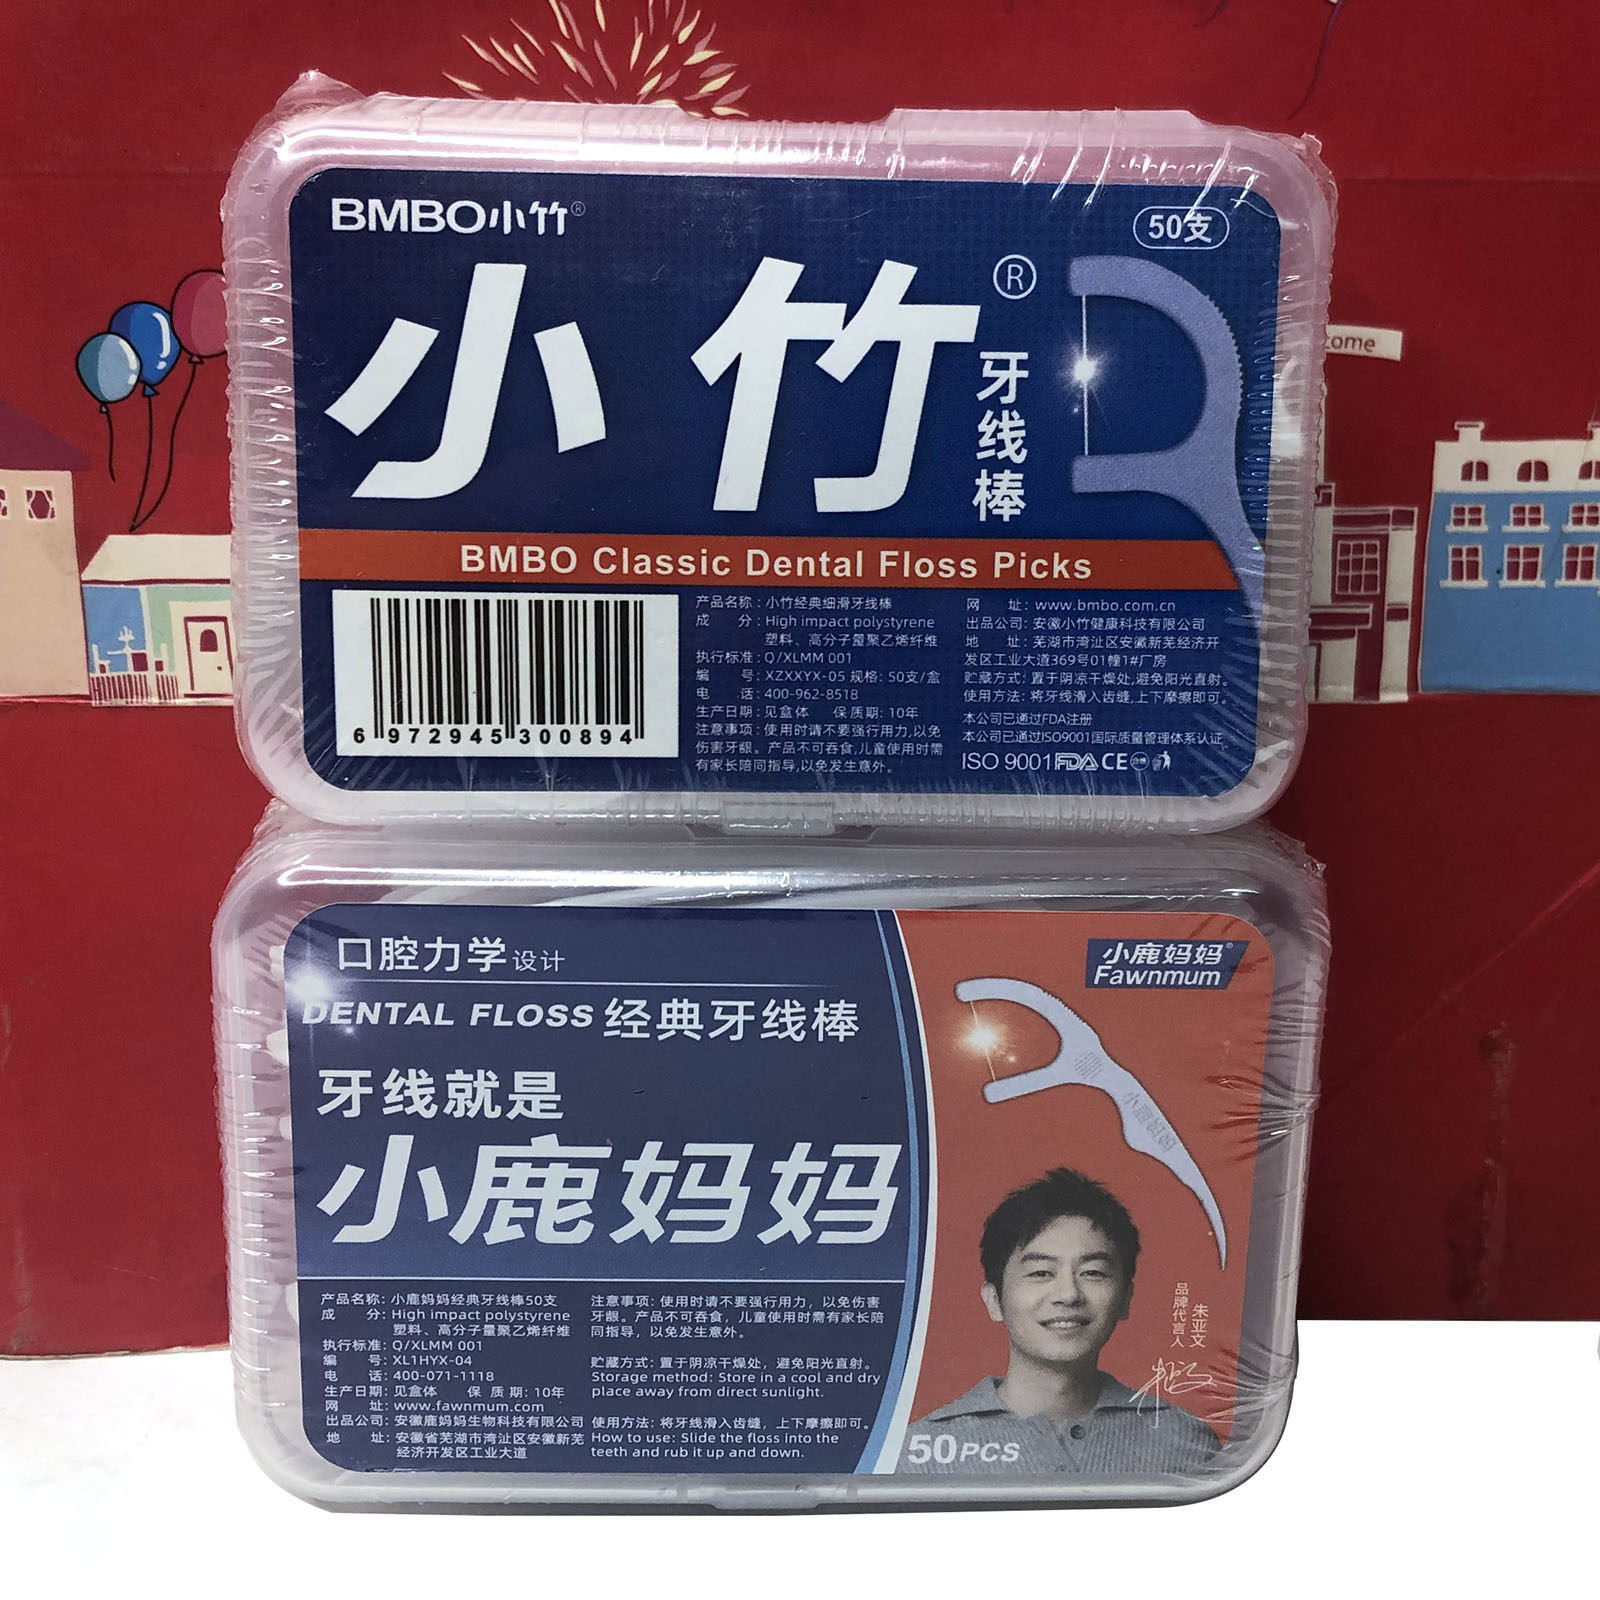 BMBO小竹®
50支
小竹®
牙线棒
BMBO Classic Dental Floss Picks
6 972945 300894
产品名称：小竹经典细滑牙线棒
成 分：High impact polystyrene
塑料、高分子量聚乙烯纤维
执行标准：Q/XLMM 001
编 号：XZXXYX-05 规格：50支/盒
电 话：400-962-8518
生产日期：见盒体 保质期：10年
注意事项：使用时请不要强行用力,以免
伤害牙龈。产品不可吞食,儿童使用时需
有家长陪同指导,以免发生意外。
网 址：www.bmbo.com.cn
出品公司：安徽小竹健康科技有限公司
地 址：芜湖市湾沚区安徽新芜经济开
发区工业大道369号01幢1#厂房
贮藏方式：置于阴凉干燥处,避免阳光直射。
使用方法：将牙线滑入齿缝,上下摩擦即可。
本公司已通过FDA注册
本公司已通过ISO9001国际质量管理体系认证
ISO 9001 FDA CE
come
口腔力学设计
DENTAL FLOSS 经典牙线棒
牙线就是
小鹿妈妈
小鹿妈妈®
Fawnmum
小鹿妈妈
产品名称：小鹿妈妈经典牙线棒50支
成 分：High impact polystyrene
塑料、高分子量聚乙烯纤维
执行标准：Q/XLMM 001
编 号：XL1HYX-04
电 话：400-071-1118
生产日期：见盒体 保 质 期：10年
网 址：www.fawnmum.com
出品公司：安徽鹿妈妈生物科技有限公司
地 址：安徽省芜湖市湾沚区安徽新芜
经济开发区工业大道
注意事项：使用时请不要强行用力，以免伤害
牙龈。产品不可吞食，儿童使用时需有家长陪
同指导，以免发生意外。
贮藏方式：置于阴凉干燥处，避免阳光直射。
Storage method: Store in a cool and dry
place away from direct sunlight.
使用方法：将牙线滑入齿缝，上下摩擦即可。
How to use: Slide the floss into the
teeth and rub it up and down.
品牌代言人
朱亚文
50PCS